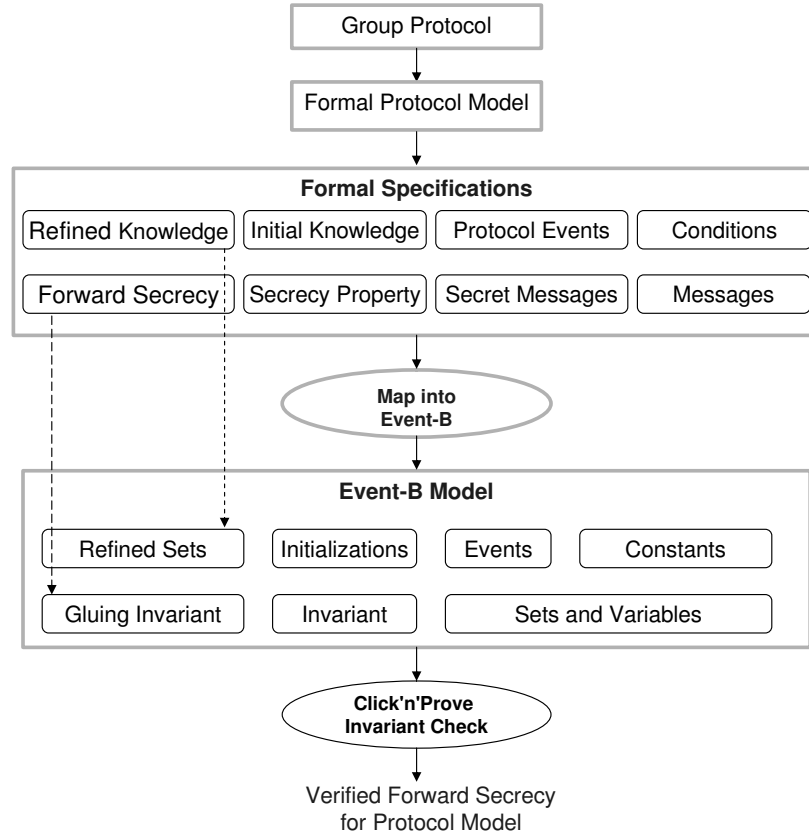 Group Protocol
Formal Protocol Model
Formal Specifications
Refined Knowledge
Initial Knowledge
Protocol Events
Conditions
Forward Secrecy
Secrecy Property
Secret Messages
Messages
Map into
Event-B
Event-B Model
Refined Sets
Initializations
Events
Constants
Gluing Invariant
Invariant
Sets and Variables
Click'n'Prove
Invariant Check
Verified Forward Secrecy
for Protocol Model